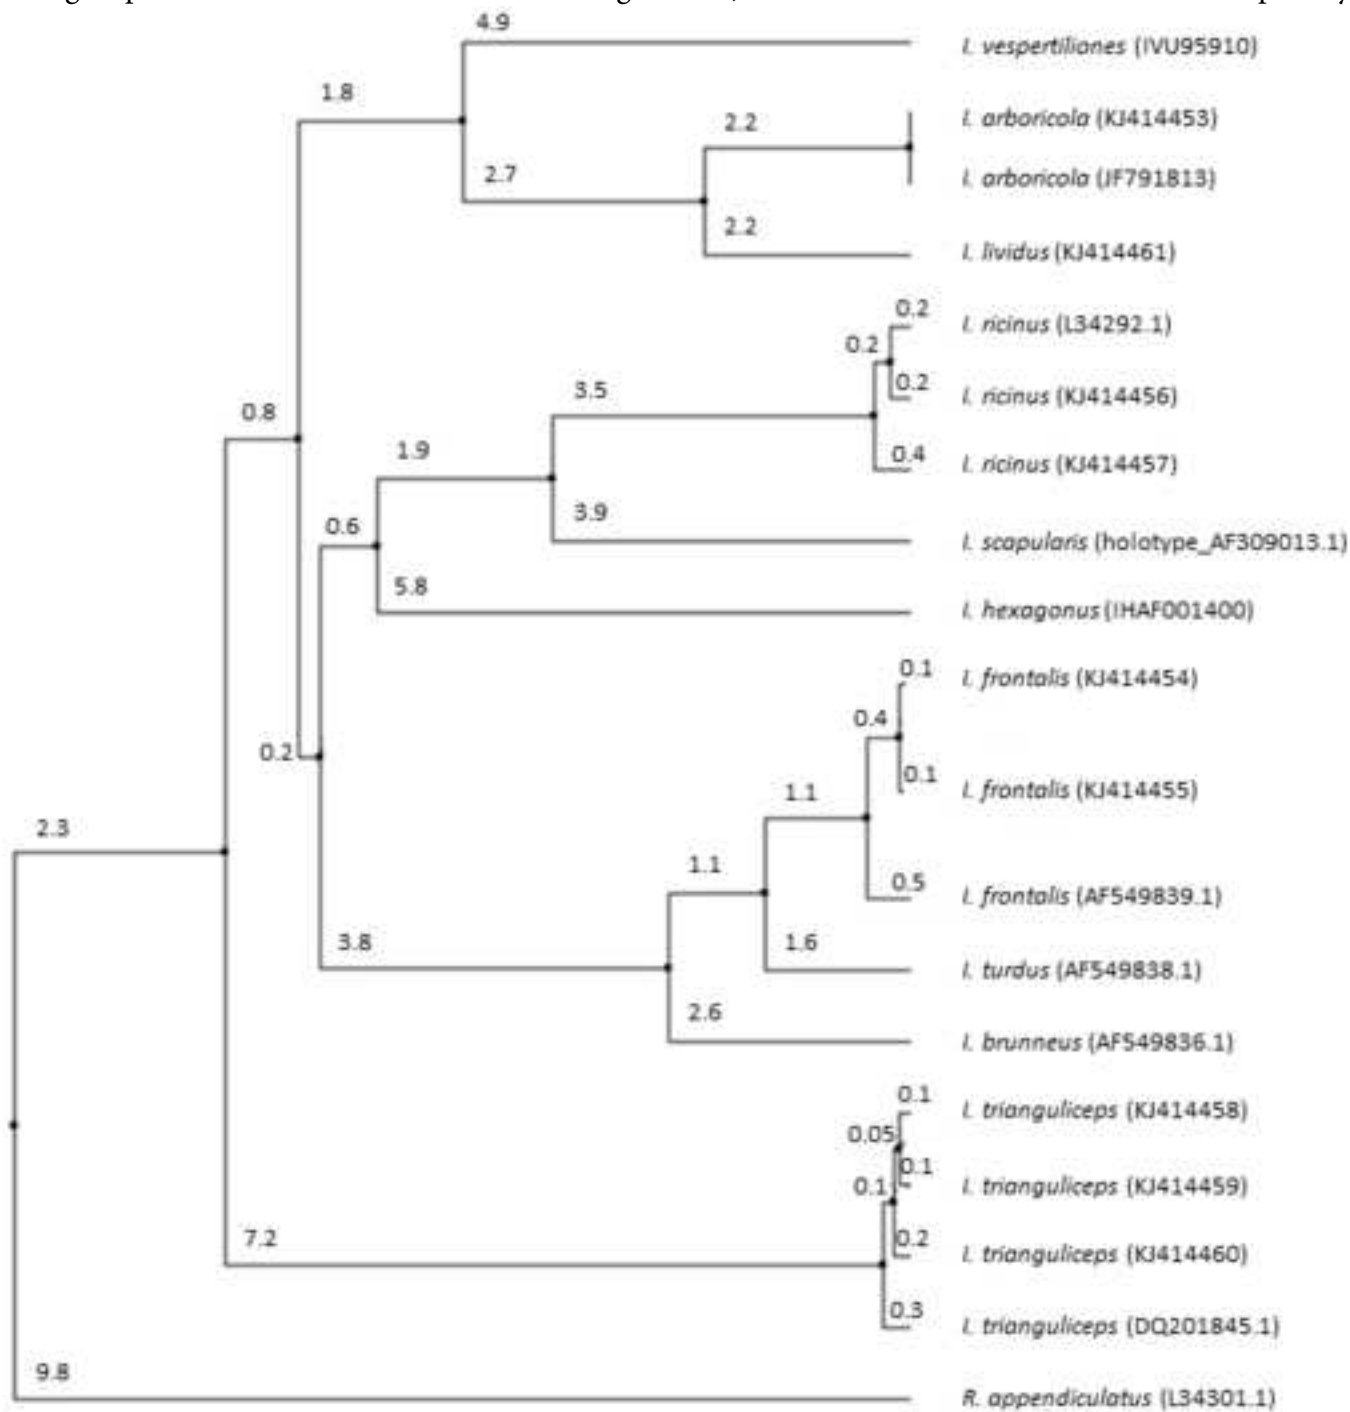 4.9
I. vespertiliones (IVU95910)
1.8
2.2
I. arboricola (KJ414453)
2.7
I. arboricola (JF791813)
2.2
I. lividus (KJ414461)
0.2
I. ricinus (L34292.1)
0.2
0.2
I. ricinus (KJ414456)
3.5
0.8
1.9
0.4
I. ricinus (KJ414457)
0.6
3.9
I. scapularis (holotype_AF309013.1)
5.8
I. hexagonus (IHAF001400)
0.1
I. frontalis (KJ414454)
0.4
0.2
0.1
I. frontalis (KJ414455)
1.1
2.3
1.1
0.5
I. frontalis (AF549839.1)
3.8
1.6
I. turdus (AF549838.1)
2.6
I. brunneus (AF549836.1)
0.1
I. trianguliceps (KJ414458)
0.05
0.1
I. trianguliceps (KJ414459)
0.1
7.2
0.2
I. trianguliceps (KJ414460)
0.3
I. trianguliceps (DQ201845.1)
9.8
R. appendiculatus (L34301.1)